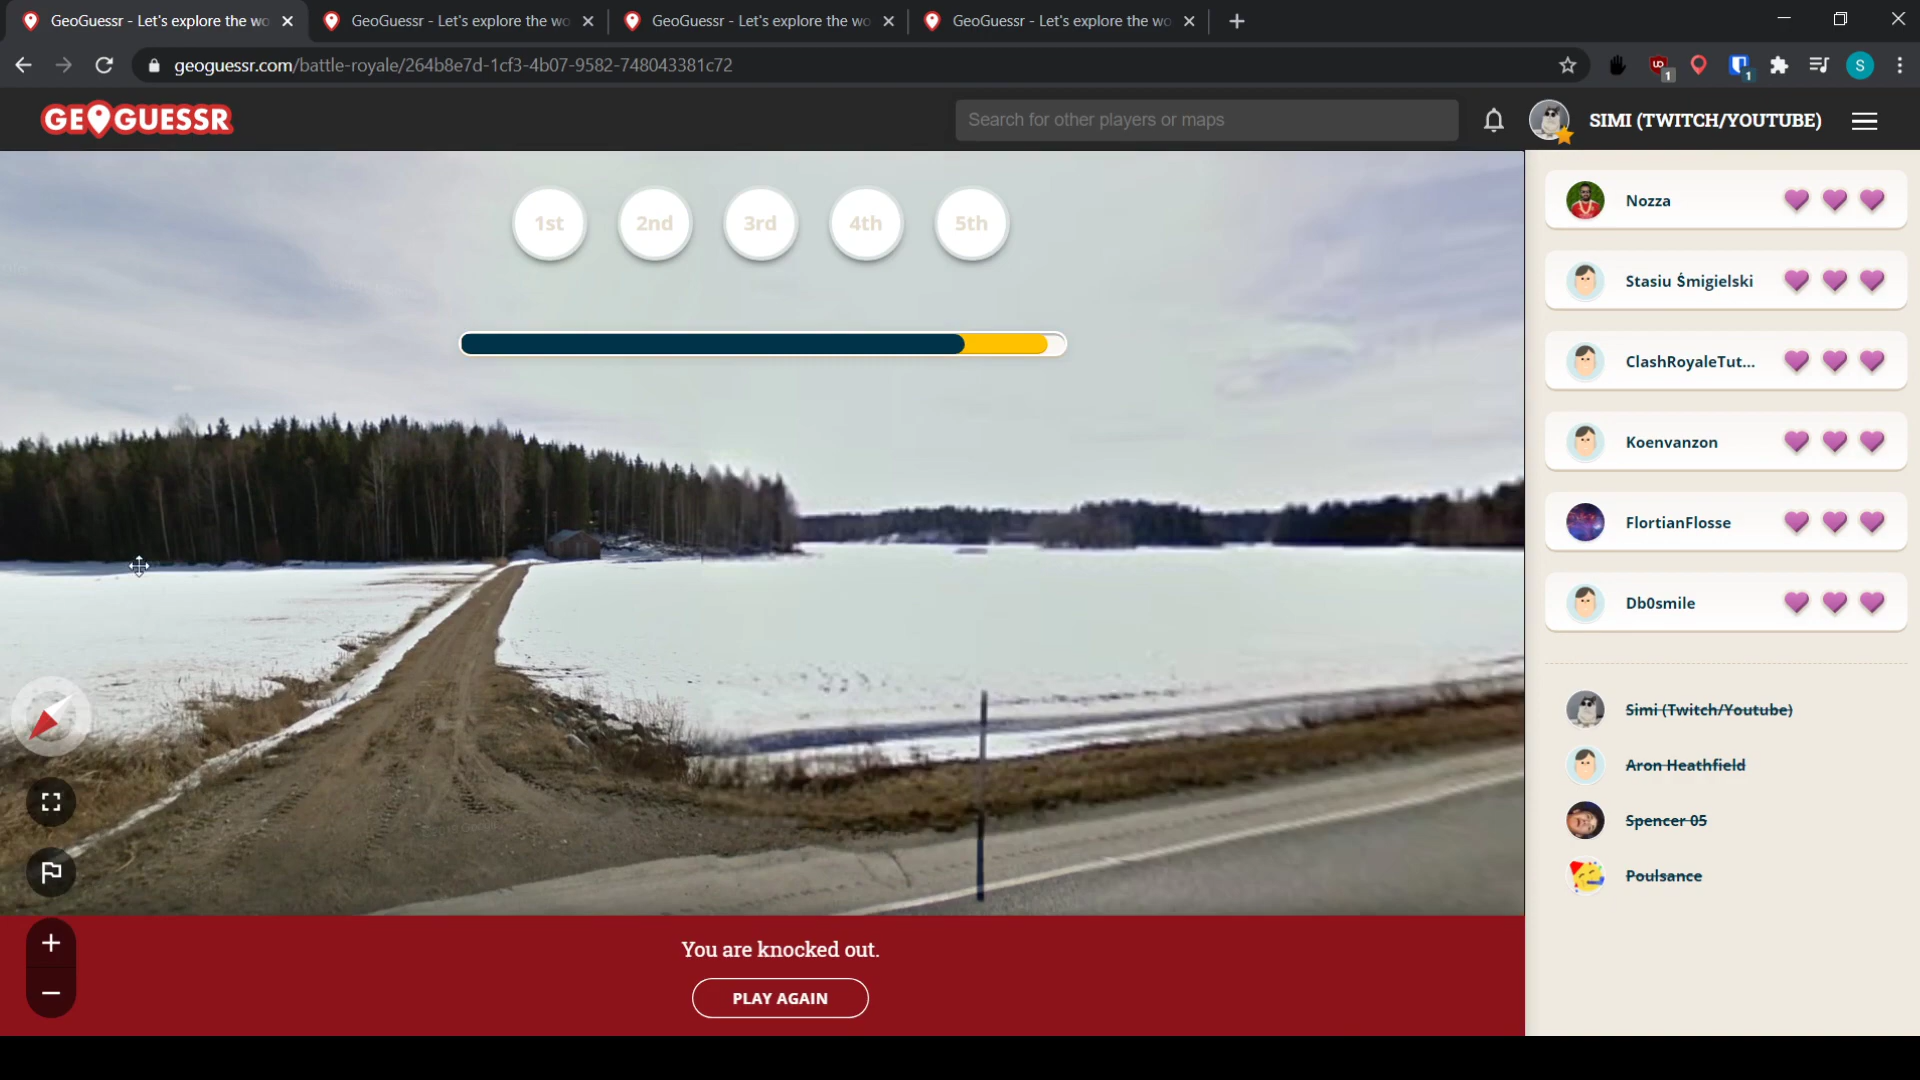 GeoGuessr - Let's explore the wo
GeoGuessr - Let's explore the wo
GeoGuessr - Let's explore the wo
GeoGuessr - Let's explore the wo
geoguessr.com/battle-royale/264b8e7d-1cf3-4b07-9582-748043381c72
1
1
S
GEOGUESSR
Search for other players or maps
SIMI (TWITCH/YOUTUBE)
1st
2nd
3rd
4th
5th
Nozza
Stasiu Śmigielski
ClashRoyaleTut...
Koenvanzon
FlortianFlosse
Db0smile
Simi (Twitch/Youtube)
Aron Heathfield
Spencer 05
Poulsance
You are knocked out.
PLAY AGAIN